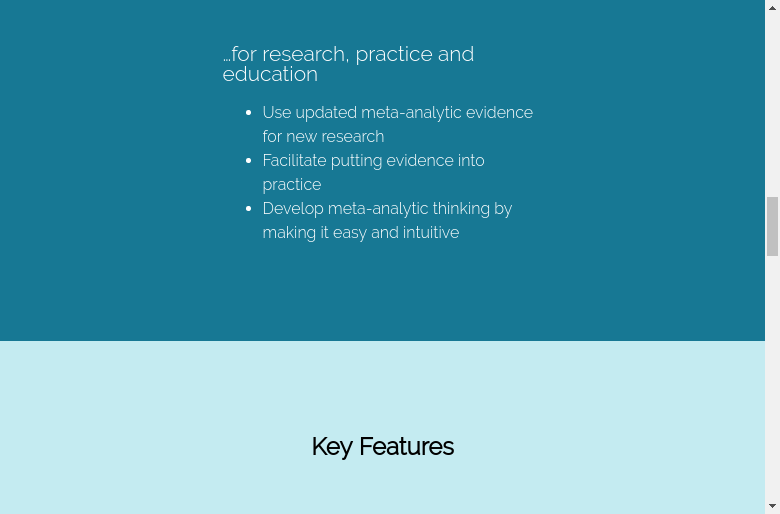 …for research, practice and
education
Use updated meta-analytic evidence
for new research
Facilitate putting evidence into
practice
Develop meta-analytic thinking by
making it easy and intuitive
Key Features